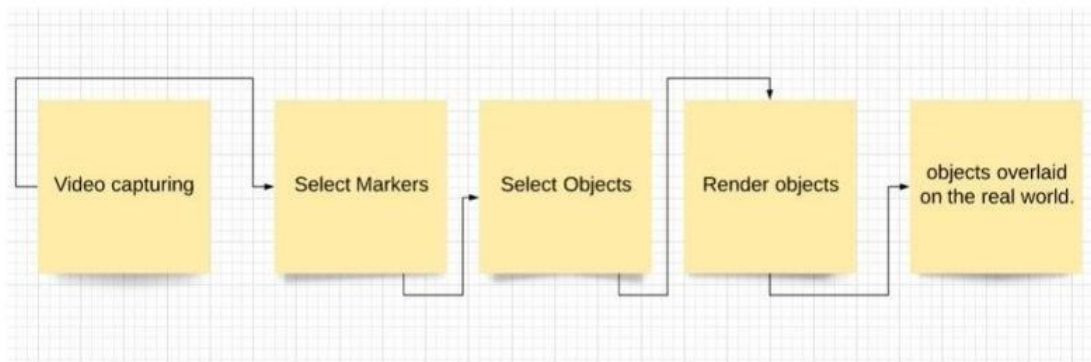 Video capturing
Select Markers
Select Objects
Render objects
objects overlaid
on the real world.